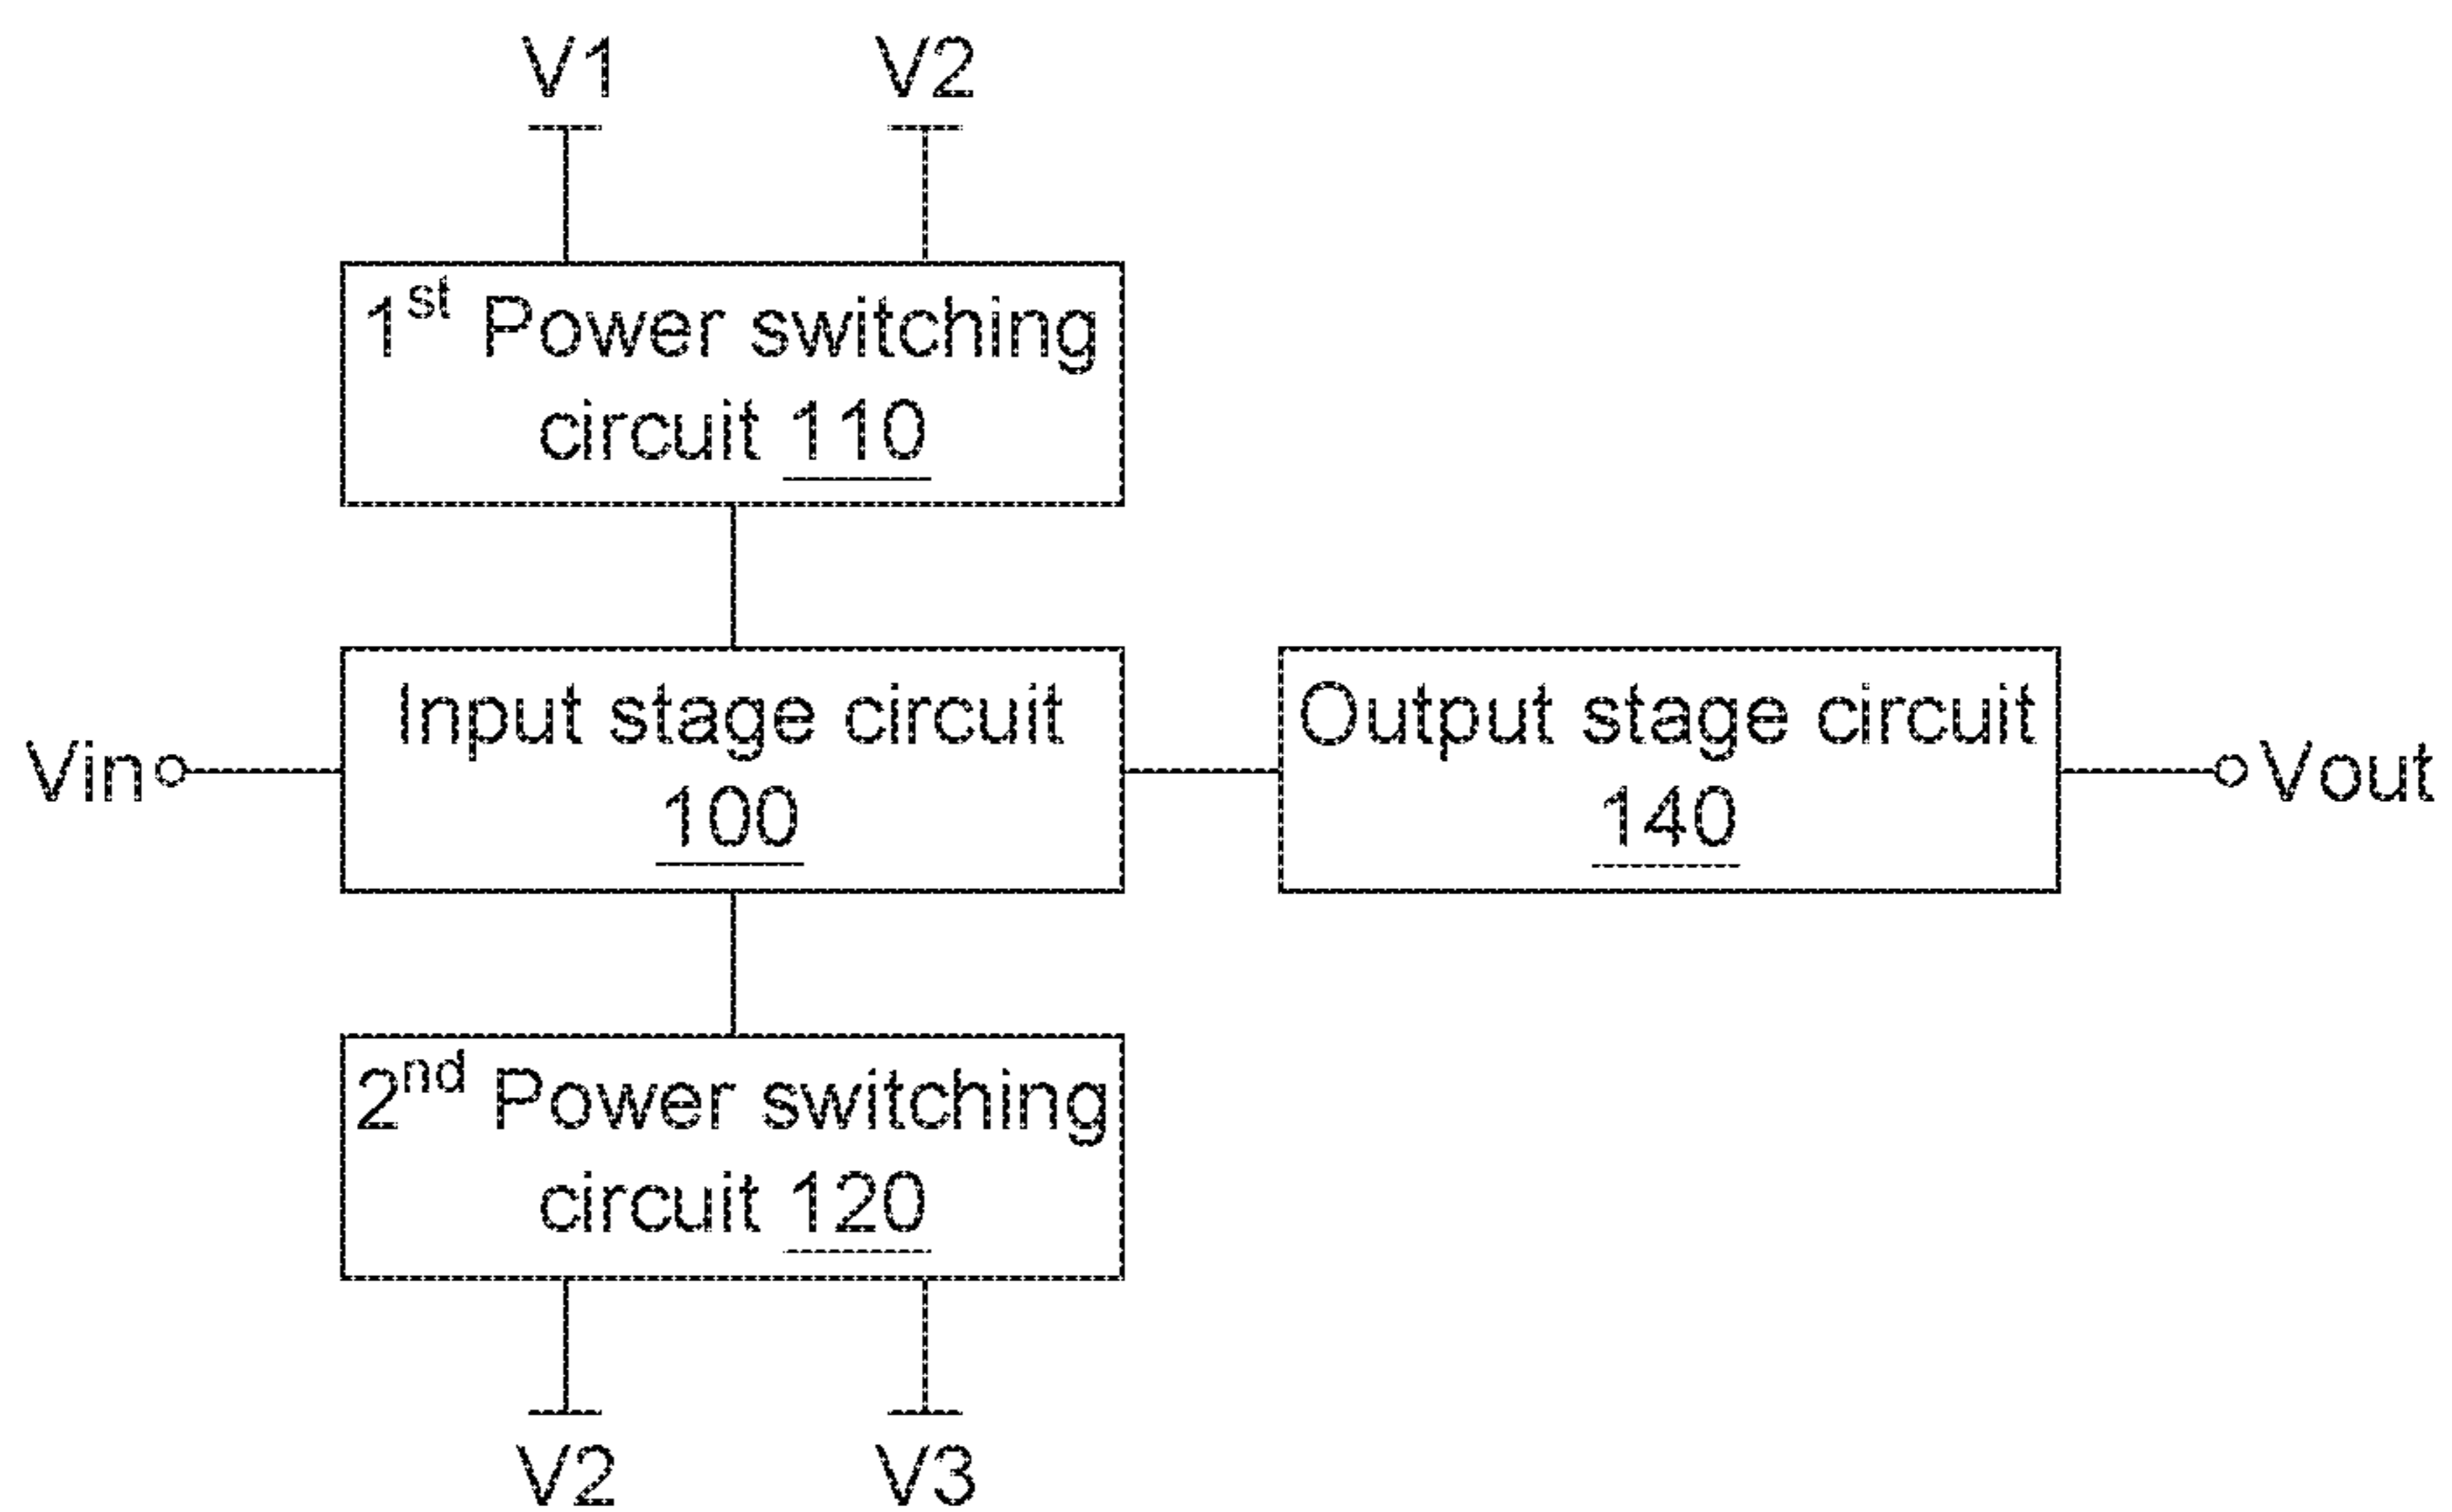 V1 V2
1st Power switching
circuit 110
Input stage circuit
100
Output stage circuit
140
Vin
Vout
2nd Power switching
circuit 120
V2 V3